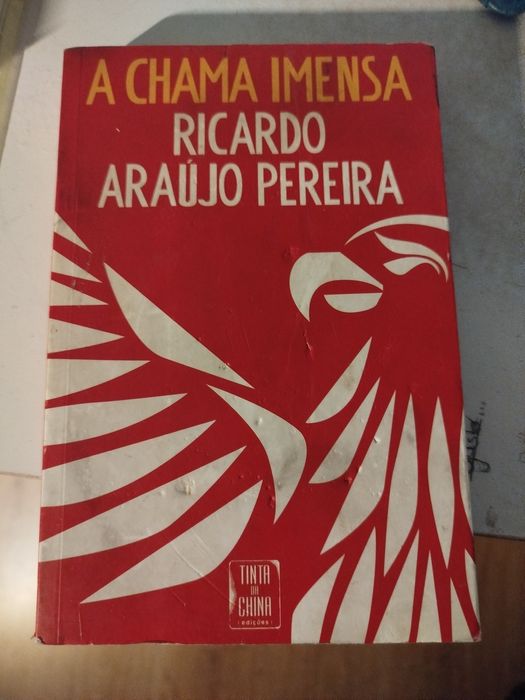 A CHAMA IMENSA
RICARDO
ARAÚJO PEREIRA
TINTA
DA
CHINA
edições